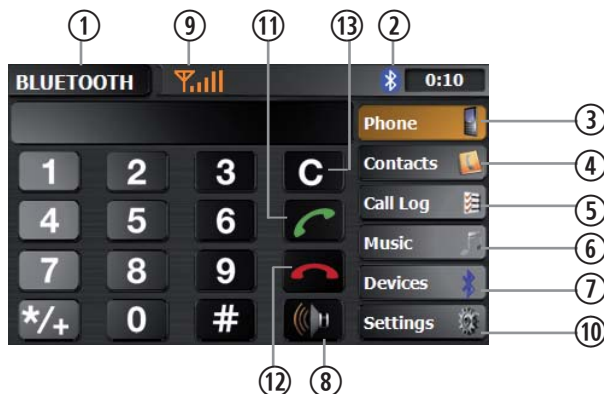 1 9 11 13 2
BLUETOOTH 0:10
Phone 3
1 2 3 C Contacts 4
4 5 6 Call Log 5
Music 6
7 8 9 Devices 7
*/+ 0 # Settings 10
12 8